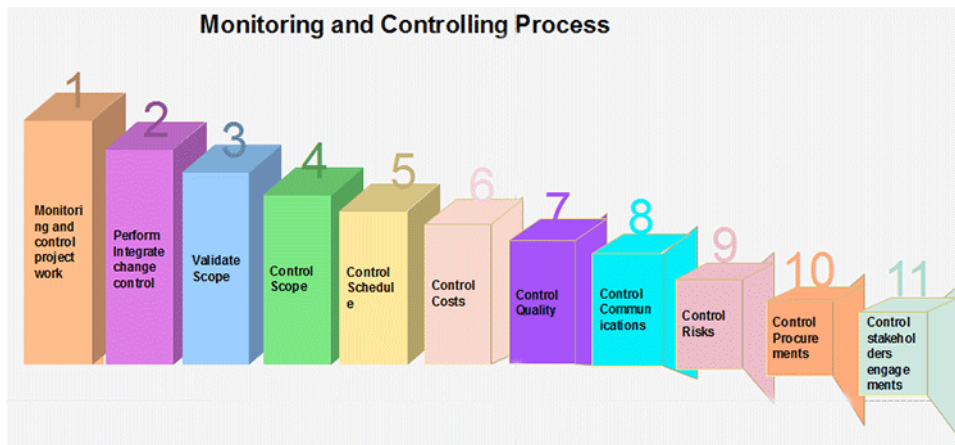 Monitoring and Controlling Process
1
Monitori
ng and
control
project
work
2
Perform
Integrate
change
control
3
Validate
Scope
4
Control
Scope
5
Control
Schedul
e
6
Control
Costs
7
Control
Quality
8
Control
Commun
ications
9
Control
Risks
10
Control
Procure
ments
11
Control
stakehol
ders
engage
ments